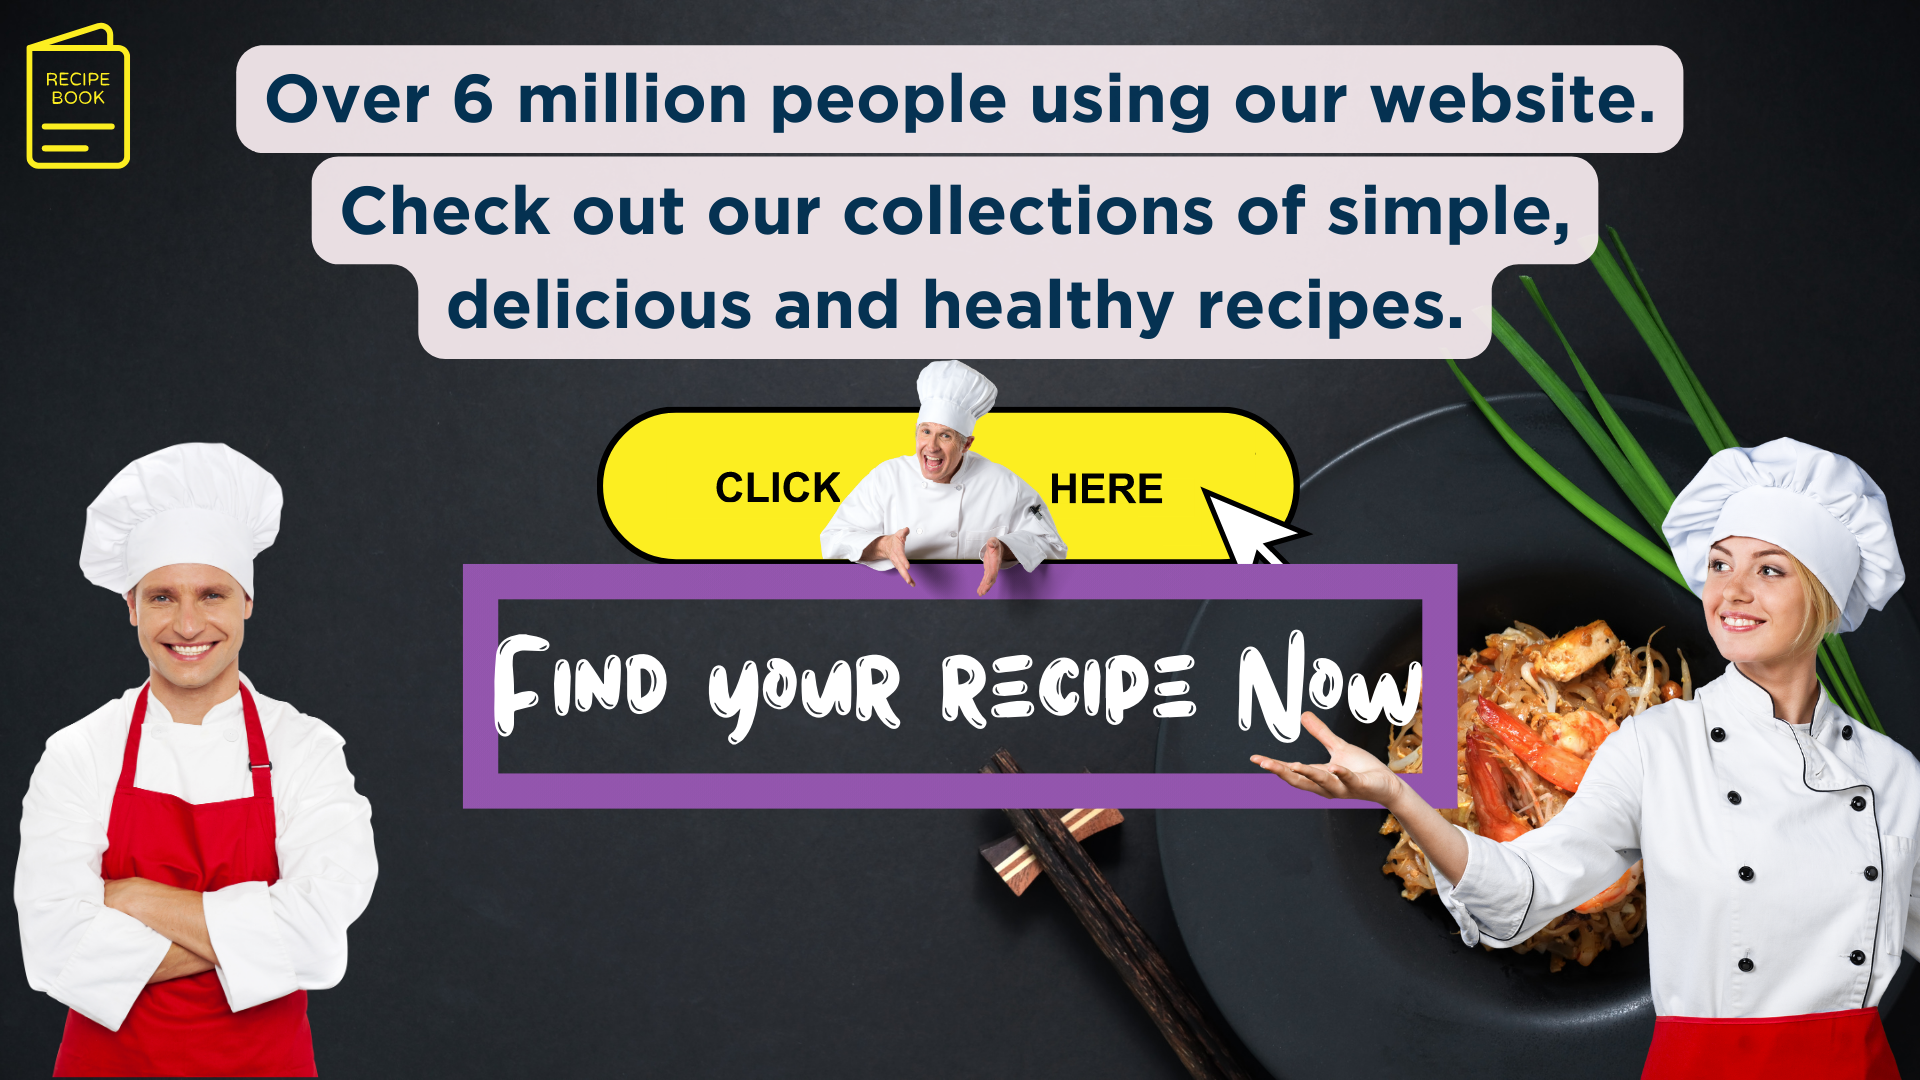 RECIPE
BOOK
Over 6 million people using our website.
Check out our collections of simple,
delicious and healthy recipes.
CLICK HERE
Find your recipe Now